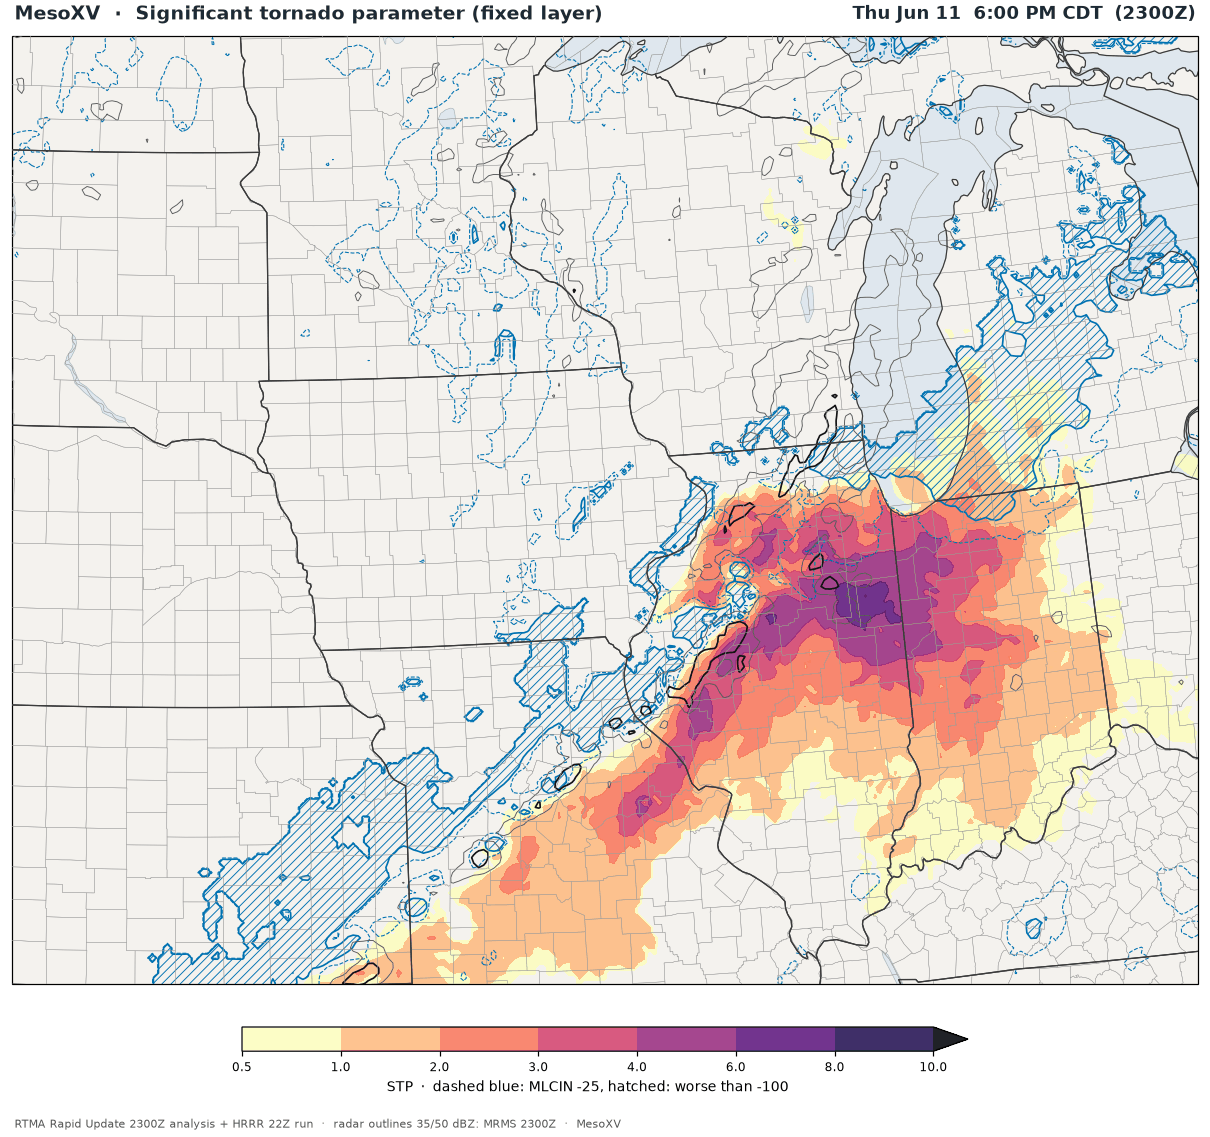 MesoXV · Significant tornado parameter (fixed layer)
Thu Jun 11 6:00 PM CDT (2300Z)
0.5 1.0 2.0 3.0 4.0 6.0 8.0 10.0
STP · dashed blue: MLCIN -25, hatched: worse than -100
RTMA Rapid Update 2300Z analysis + HRRR 22Z run · radar outlines 35/50 dBZ: MRMS 2300Z · MesoXV